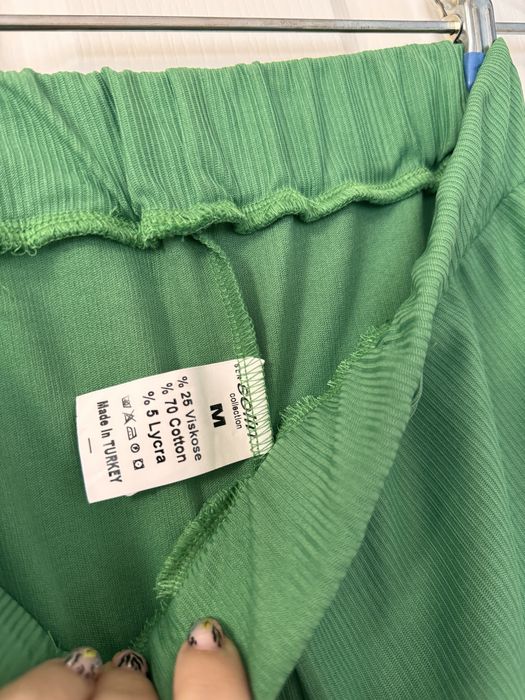 collection
M
% 25 Viskose
% 70 Cotton
% 5 Lycra
Made in TURKEY